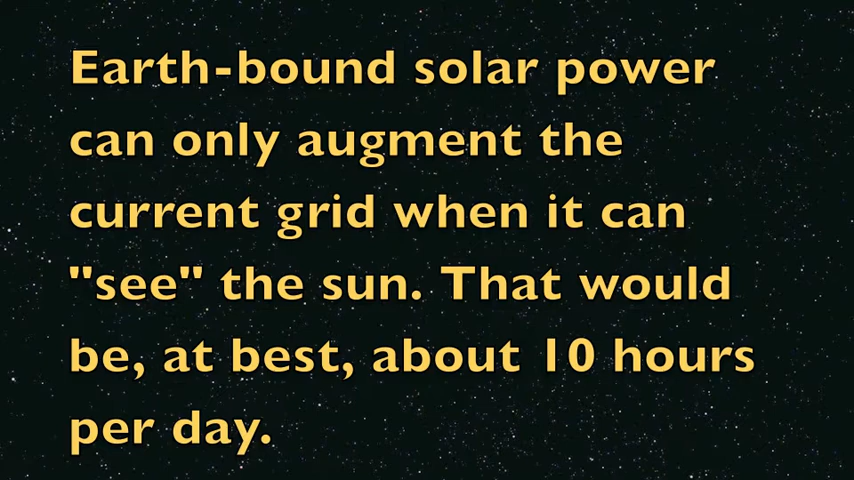 Earth-bound solar power
can only augment the
current grid when it can
"see" the sun. That would
be, at best, about 10 hours
per day.